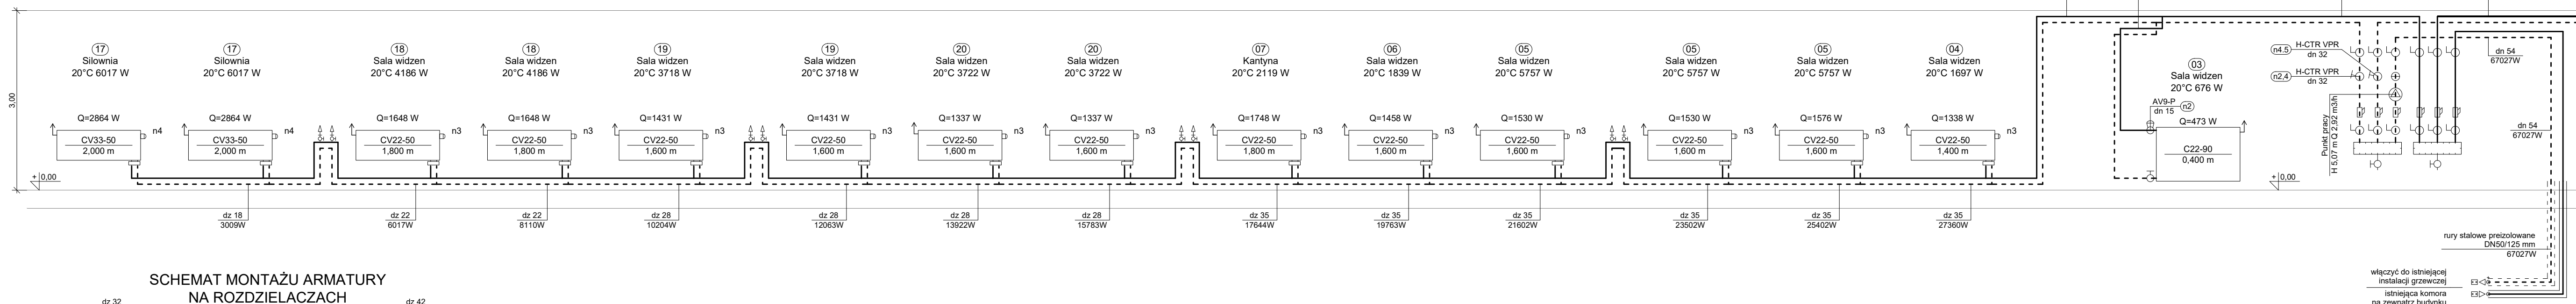 3,00
17
Silownia
20°C 6017 W
Q=2864 W
CV33-50
2,000 m
n4
17
Silownia
20°C 6017 W
Q=2864 W
CV33-50
2,000 m
n4
18
Sala widzen
20°C 4186 W
Q=1648 W
CV22-50
1,800 m
n3
18
Sala widzen
20°C 4186 W
Q=1648 W
CV22-50
1,800 m
n3
19
Sala widzen
20°C 3718 W
Q=1431 W
CV22-50
1,600 m
n3
19
Sala widzen
20°C 3718 W
Q=1431 W
CV22-50
1,600 m
n3
20
Sala widzen
20°C 3722 W
Q=1337 W
CV22-50
1,600 m
n3
20
Sala widzen
20°C 3722 W
Q=1337 W
CV22-50
1,600 m
n3
07
Kantyna
20°C 2119 W
Q=1748 W
CV22-50
1,800 m
n3
06
Sala widzen
20°C 1839 W
Q=1458 W
CV22-50
1,600 m
n3
05
Sala widzen
20°C 5757 W
Q=1530 W
CV22-50
1,600 m
n3
05
Sala widzen
20°C 5757 W
Q=1530 W
CV22-50
1,600 m
n3
05
Sala widzen
20°C 5757 W
Q=1576 W
CV22-50
1,600 m
n3
04
Sala widzen
20°C 1697 W
Q=1338 W
CV22-50
1,400 m
n3
03
Sala widzen
20°C 676 W
AV9-P
dn 15
n2
Q=473 W
C22-90
0,400 m
n4.5
H-CTR VPR
dn 32
n2,4
H-CTR VPR
dn 32
Punkt pracy
H 5,07 m Q 2,92 m3/h
dn 54
67027W
dn 54
67027W
+ 0,00
+ 0,00
dz 18
3009W
dz 22
6017W
dz 22
8110W
dz 28
10204W
dz 28
12063W
dz 28
13922W
dz 28
15783W
dz 35
17644W
dz 35
19763W
dz 35
21602W
dz 35
23502W
dz 35
25402W
dz 35
27360W
rury stalowe preizolowane
DN50/125 mm
67027W
włączyć do istniejącej
instalacji grzewczej
istniejąca komora
na zewnątrz budynku
SCHEMAT MONTAŻU ARMATURY
NA ROZDZIELACZACH
dz 32
dz 42